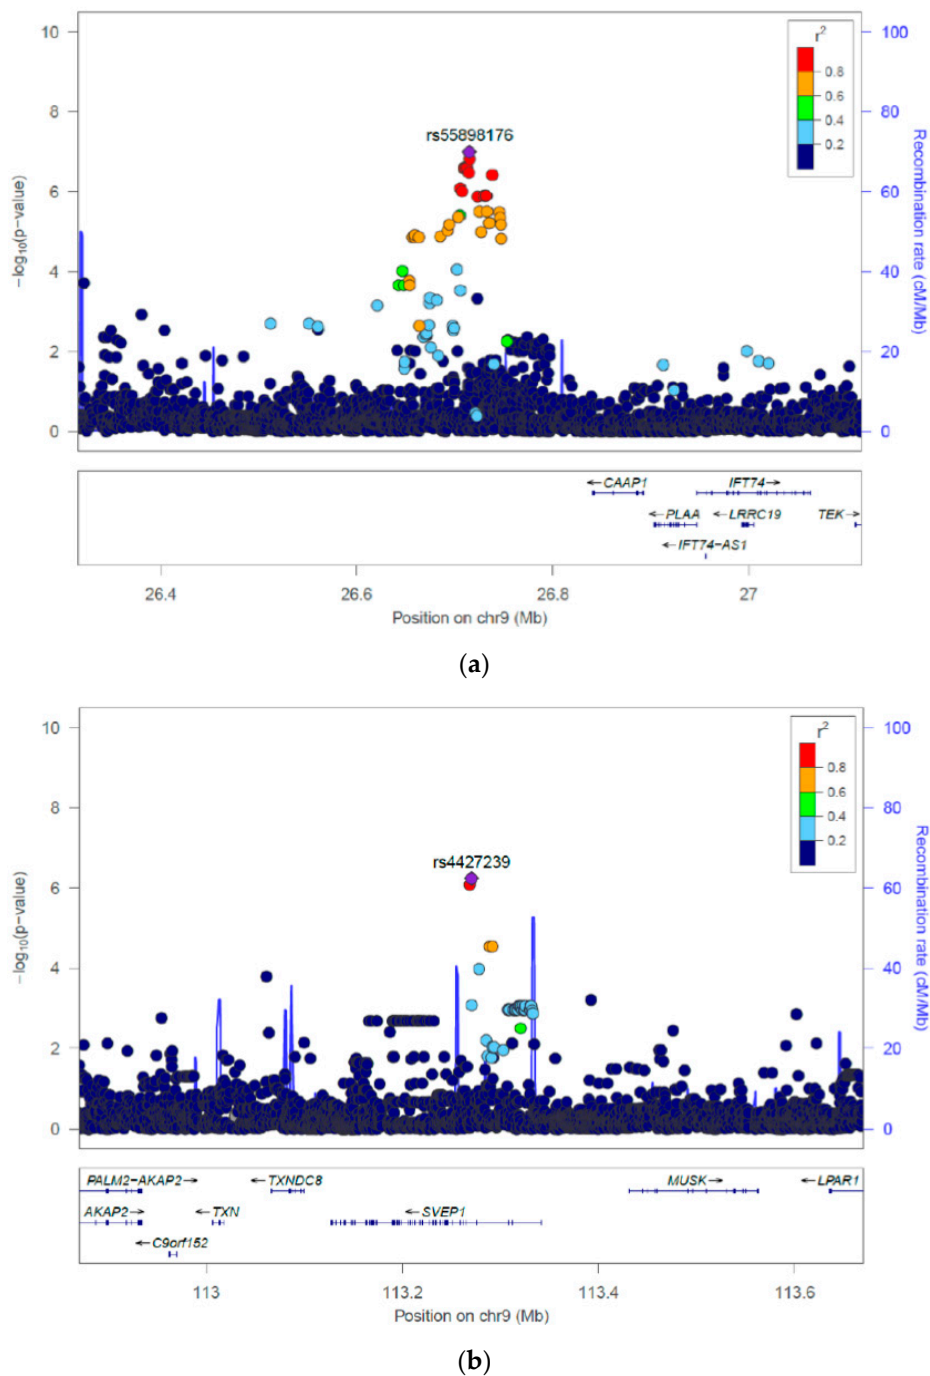 10
8
6
4
2
0
−log10(p−value)
rs55898176
r2
0.8
0.6
0.4
0.2
100
80
60
40
20
0
Recombination rate (cM/Mb)
←CAAP1
IFT74→
←PLAA
←LRRC19
TEK→
←IFT74−AS1
26.4
26.6
26.8
27
Position on chr9 (Mb)
(a)
10
8
6
4
2
0
−log10(p−value)
rs4427239
r2
0.8
0.6
0.4
0.2
100
80
60
40
20
0
Recombination rate (cM/Mb)
PALM2−AKAP2→
←TXNDC8
MUSK→
←LPAR1
AKAP2→
←TXN
←SVEP1
←C9orf152
113
113.2
113.4
113.6
Position on chr9 (Mb)
(b)